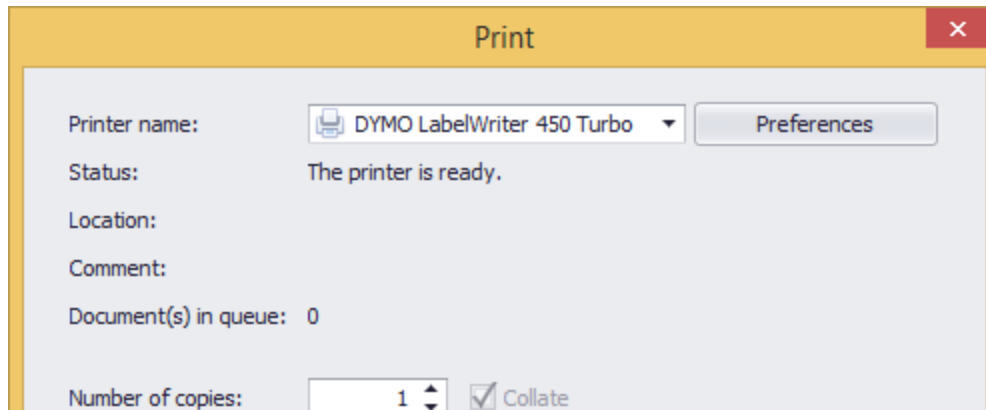 Print
Printer name: DYMO LabelWriter 450 Turbo Preferences
Status: The printer is ready.
Location:
Comment:
Document(s) in queue: 0
Number of copies: 1 Collate